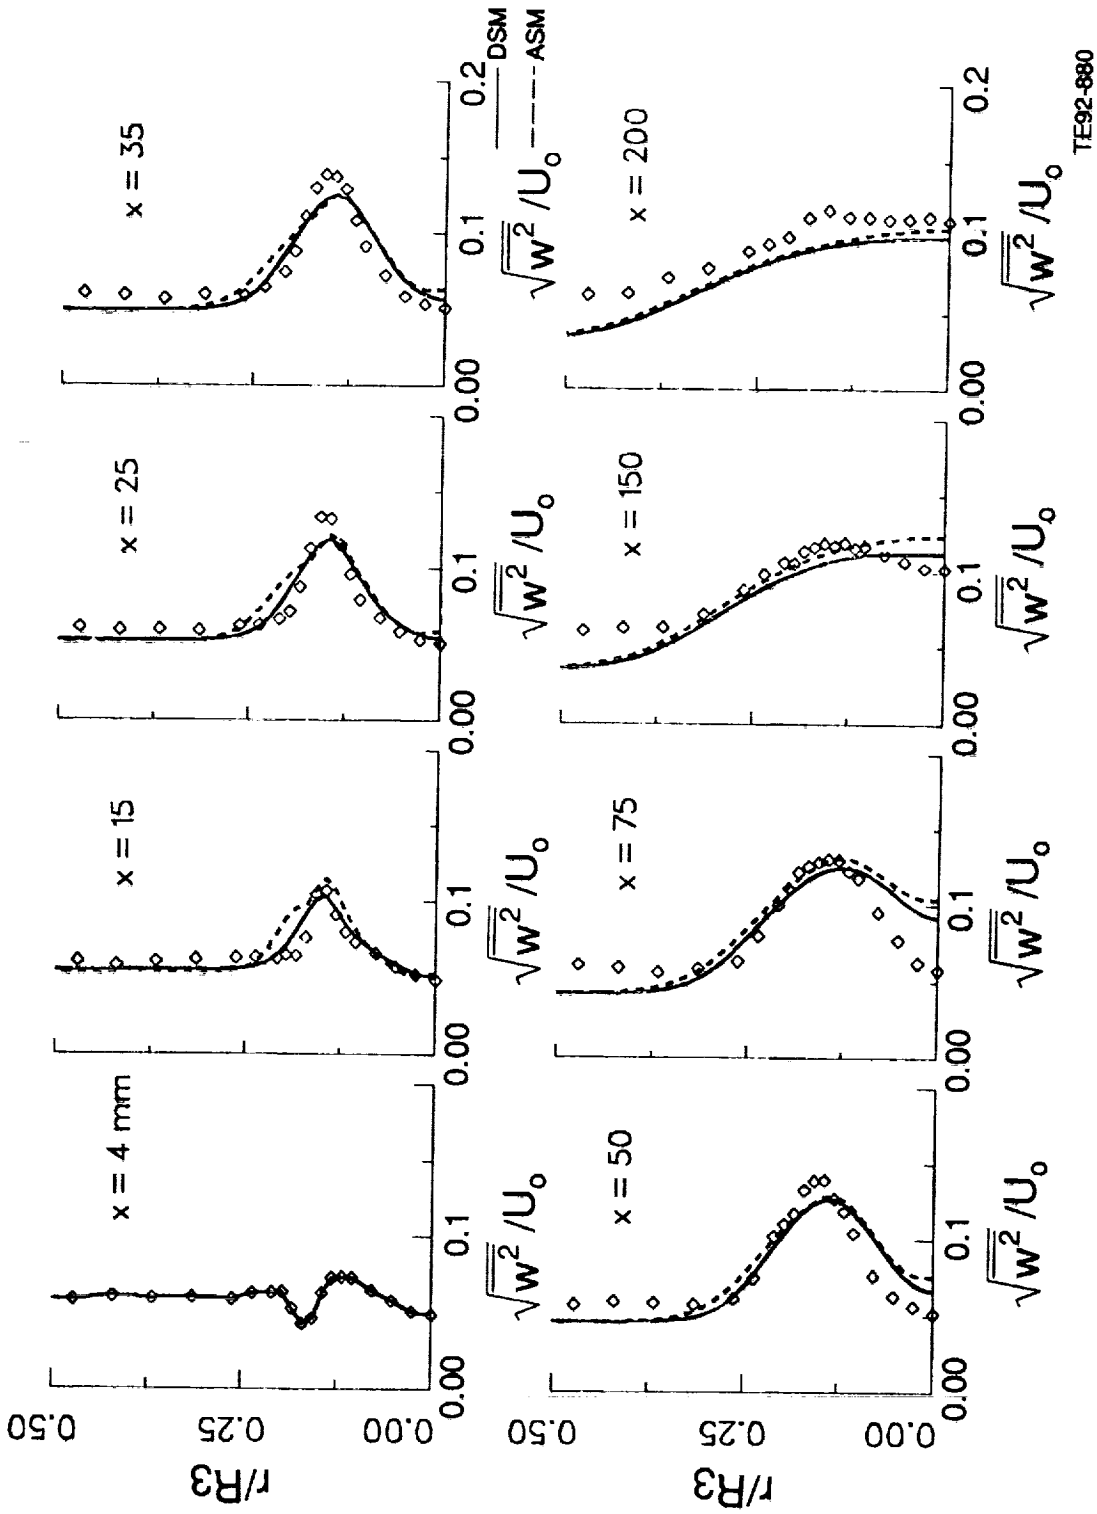 r/R3
0.50
0.25
0.00
x = 4 mm
0.00
0.1
√w̿² /U₀
x = 15
0.00
0.1
√w̿² /U₀
x = 25
0.00
0.1
√w̿² /U₀
x = 35
0.00
0.1
0.2
√w̿² /U₀
DSM
ASM
r/R3
0.50
0.25
0.00
x = 50
0.00
0.1
√w̿² /U₀
x = 75
0.00
0.1
√w̿² /U₀
x = 150
0.00
0.1
√w̿² /U₀
x = 200
0.00
0.1
0.2
√w̿² /U₀
TE92-880